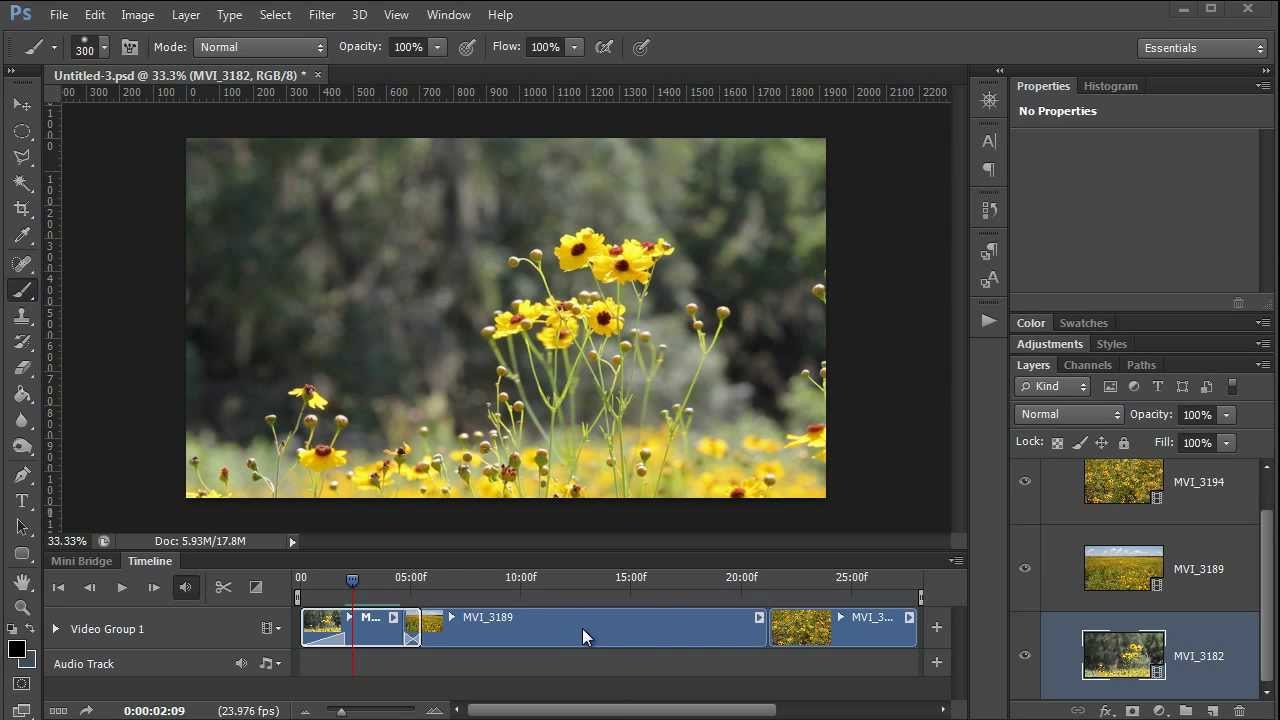 Ps File Edit Image Layer Type Select Filter 3D View Window Help
300 Mode: Normal Opacity: 100% Flow: 100% Essentials
Untitled-3.psd @ 33.3% (MVI_3182, RGB/8) * ×
00 300 200 100 0 100 200 300 400 500 600 700 800 900 1000 1100 1200 1300 1400 1500 1600 1700 1800 1900 2000 2100 2200
Properties Histogram
No Properties
Color Swatches
Adjustments Styles
Layers Channels Paths
Kind
Normal Opacity: 100%
Lock: Fill: 100%
MVI_3194
MVI_3189
MVI_3182
33.33% Doc: 5.93M/17.8M
Mini Bridge Timeline
00 05:00f 10:00f 15:00f 20:00f 25:00f
Video Group 1 M... MVI_3189 MVI_3...
Audio Track
0:00:02:09 (23.976 fps)